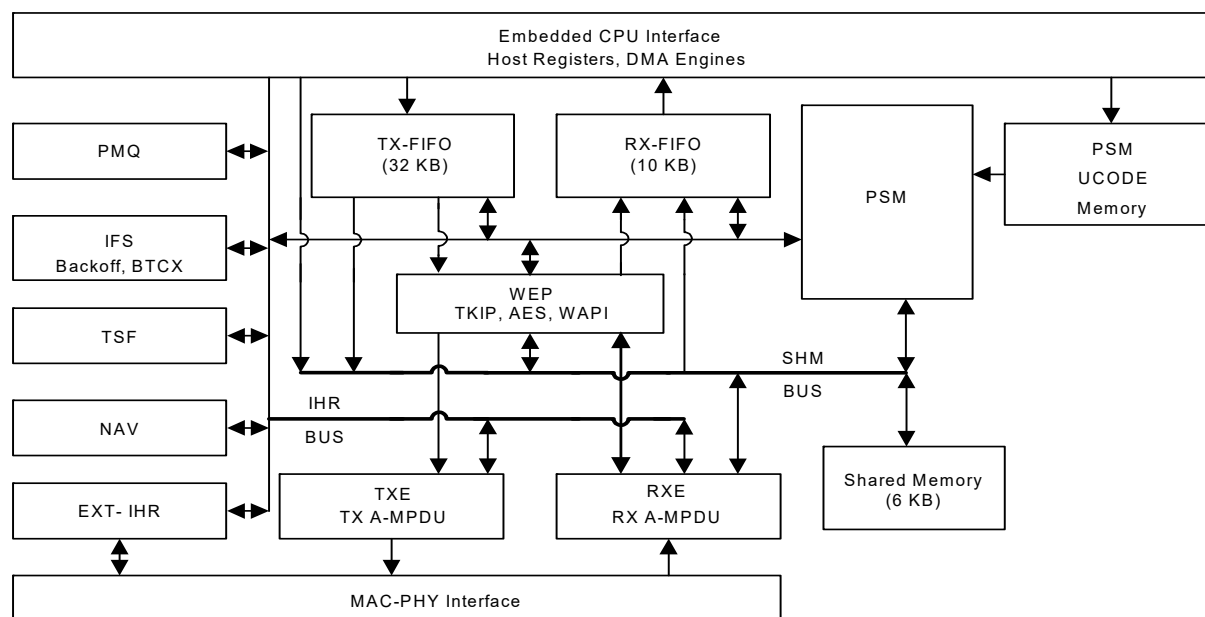 Embedded CPU Interface
Host Registers, DMA Engines
PMQ
TX-FIFO
(32 KB)
RX-FIFO
(10 KB)
PSM
PSM
UCODE
Memory
IFS
Backoff, BTCX
WEP
TKIP, AES, WAPI
TSF
SHM
BUS
IHR
BUS
NAV
Shared Memory
(6 KB)
EXT- IHR
TXE
TX A-MPDU
RXE
RX A-MPDU
MAC-PHY Interface